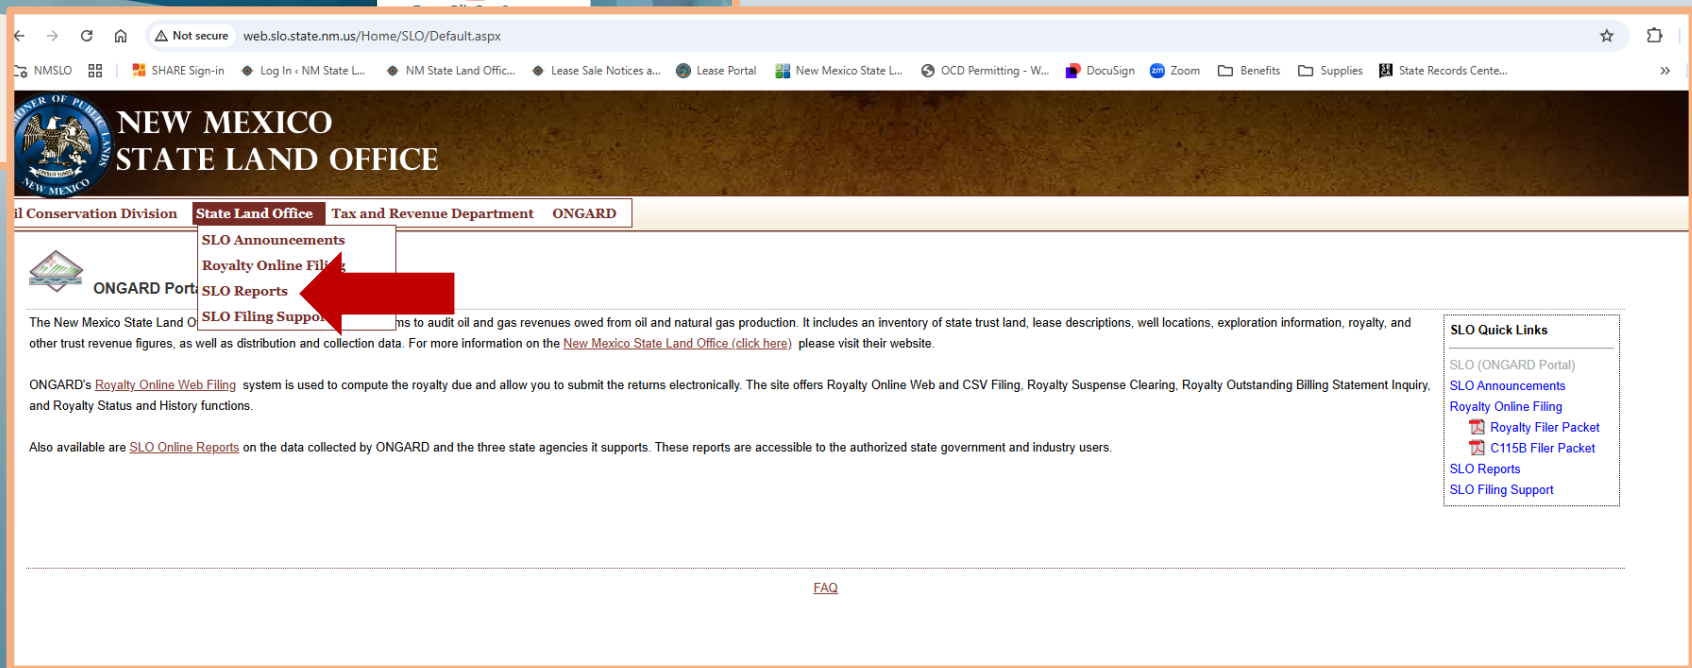 Not secure web.slo.state.nm.us/Home/SLO/Default.aspx
NMSLO SHARE Sign-in Log In ‹ NM State L... NM State Land Offic... Lease Sale Notices a... Lease Portal New Mexico State L... OCD Permitting - W... DocuSign zm Zoom Benefits Supplies State Records Cente... »
NEW MEXICO
STATE LAND OFFICE
NEW MEXICO
il Conservation Division State Land Office Tax and Revenue Department ONGARD
SLO Announcements
Royalty Online Filing
ONGARD Porta
SLO Reports
SLO Filing Support
The New Mexico State Land O ms to audit oil and gas revenues owed from oil and natural gas production. It includes an inventory of state trust land, lease descriptions, well locations, exploration information, royalty, and
other trust revenue figures, as well as distribution and collection data. For more information on the New Mexico State Land Office (click here) please visit their website.
ONGARD's Royalty Online Web Filing system is used to compute the royalty due and allow you to submit the returns electronically. The site offers Royalty Online Web and CSV Filing, Royalty Suspense Clearing, Royalty Outstanding Billing Statement Inquiry,
and Royalty Status and History functions.
Also available are SLO Online Reports on the data collected by ONGARD and the three state agencies it supports. These reports are accessible to the authorized state government and industry users.
SLO Quick Links
SLO (ONGARD Portal)
SLO Announcements
Royalty Online Filing
Royalty Filer Packet
C115B Filer Packet
SLO Reports
SLO Filing Support
FAQ